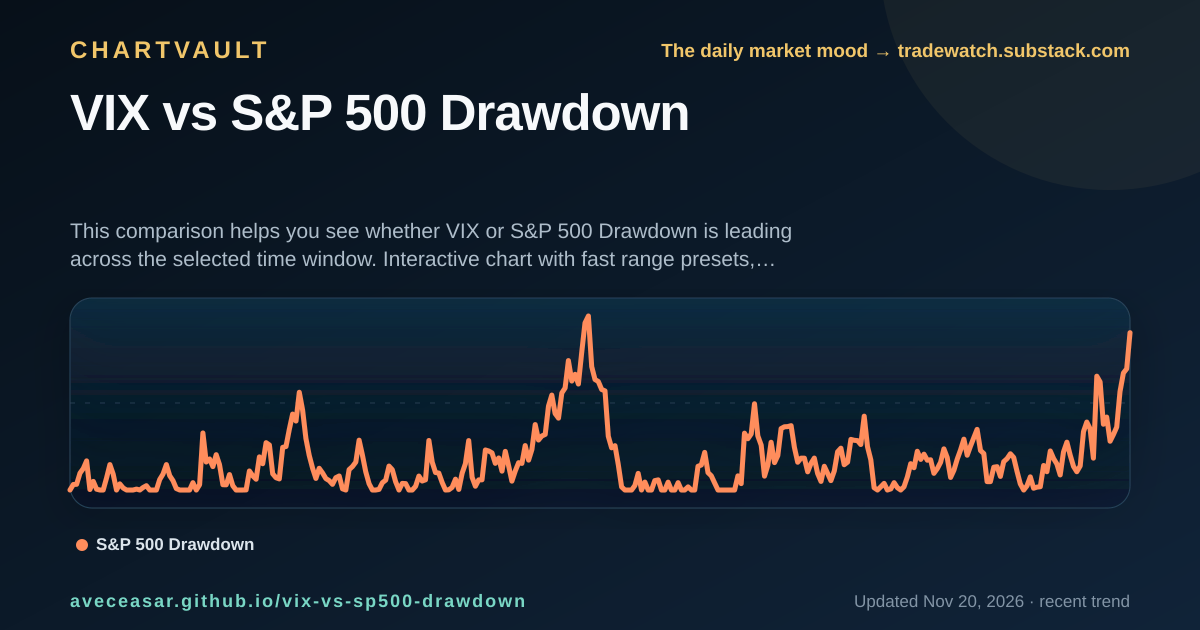 CHARTVAULT
The daily market mood → tradewatch.substack.com
VIX vs S&P 500 Drawdown
This comparison helps you see whether VIX or S&P 500 Drawdown is leading
across the selected time window. Interactive chart with fast range presets,…
S&P 500 Drawdown
aveceasar.github.io/vix-vs-sp500-drawdown
Updated Nov 20, 2026 · recent trend